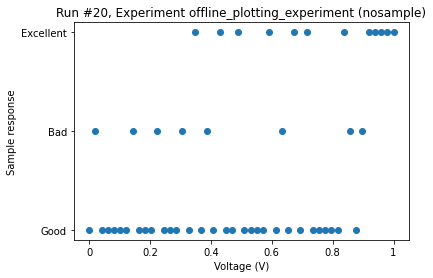 Run #20, Experiment offline_plotting_experiment (nosample)
Excellent
Bad
Good
Sample response
0 0.2 0.4 0.6 0.8 1
Voltage (V)